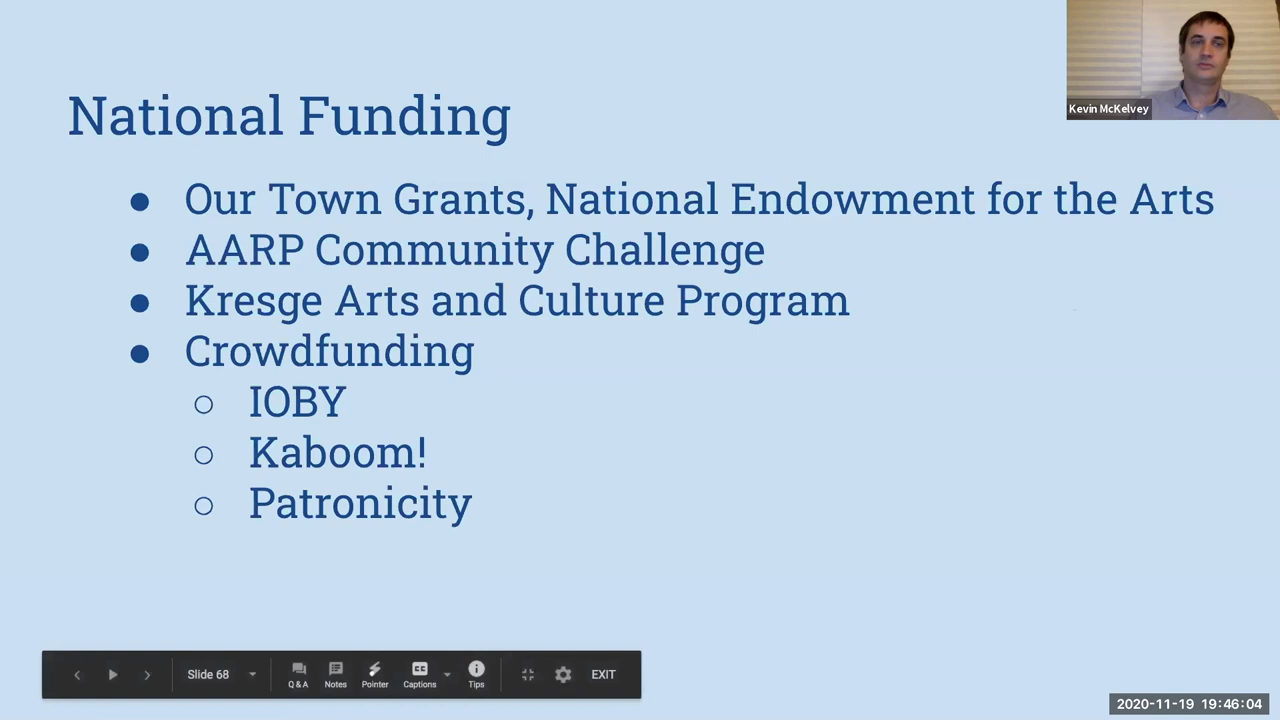 National Funding
● Our Town Grants, National Endowment for the Arts
● AARP Community Challenge
● Kresge Arts and Culture Program
● Crowdfunding
○ IOBY
○ Kaboom!
○ Patronicity
Kevin McKelvey
Slide 68
Q & A
Notes
Pointer
Captions
Tips
EXIT
2020-11-19 19:46:04